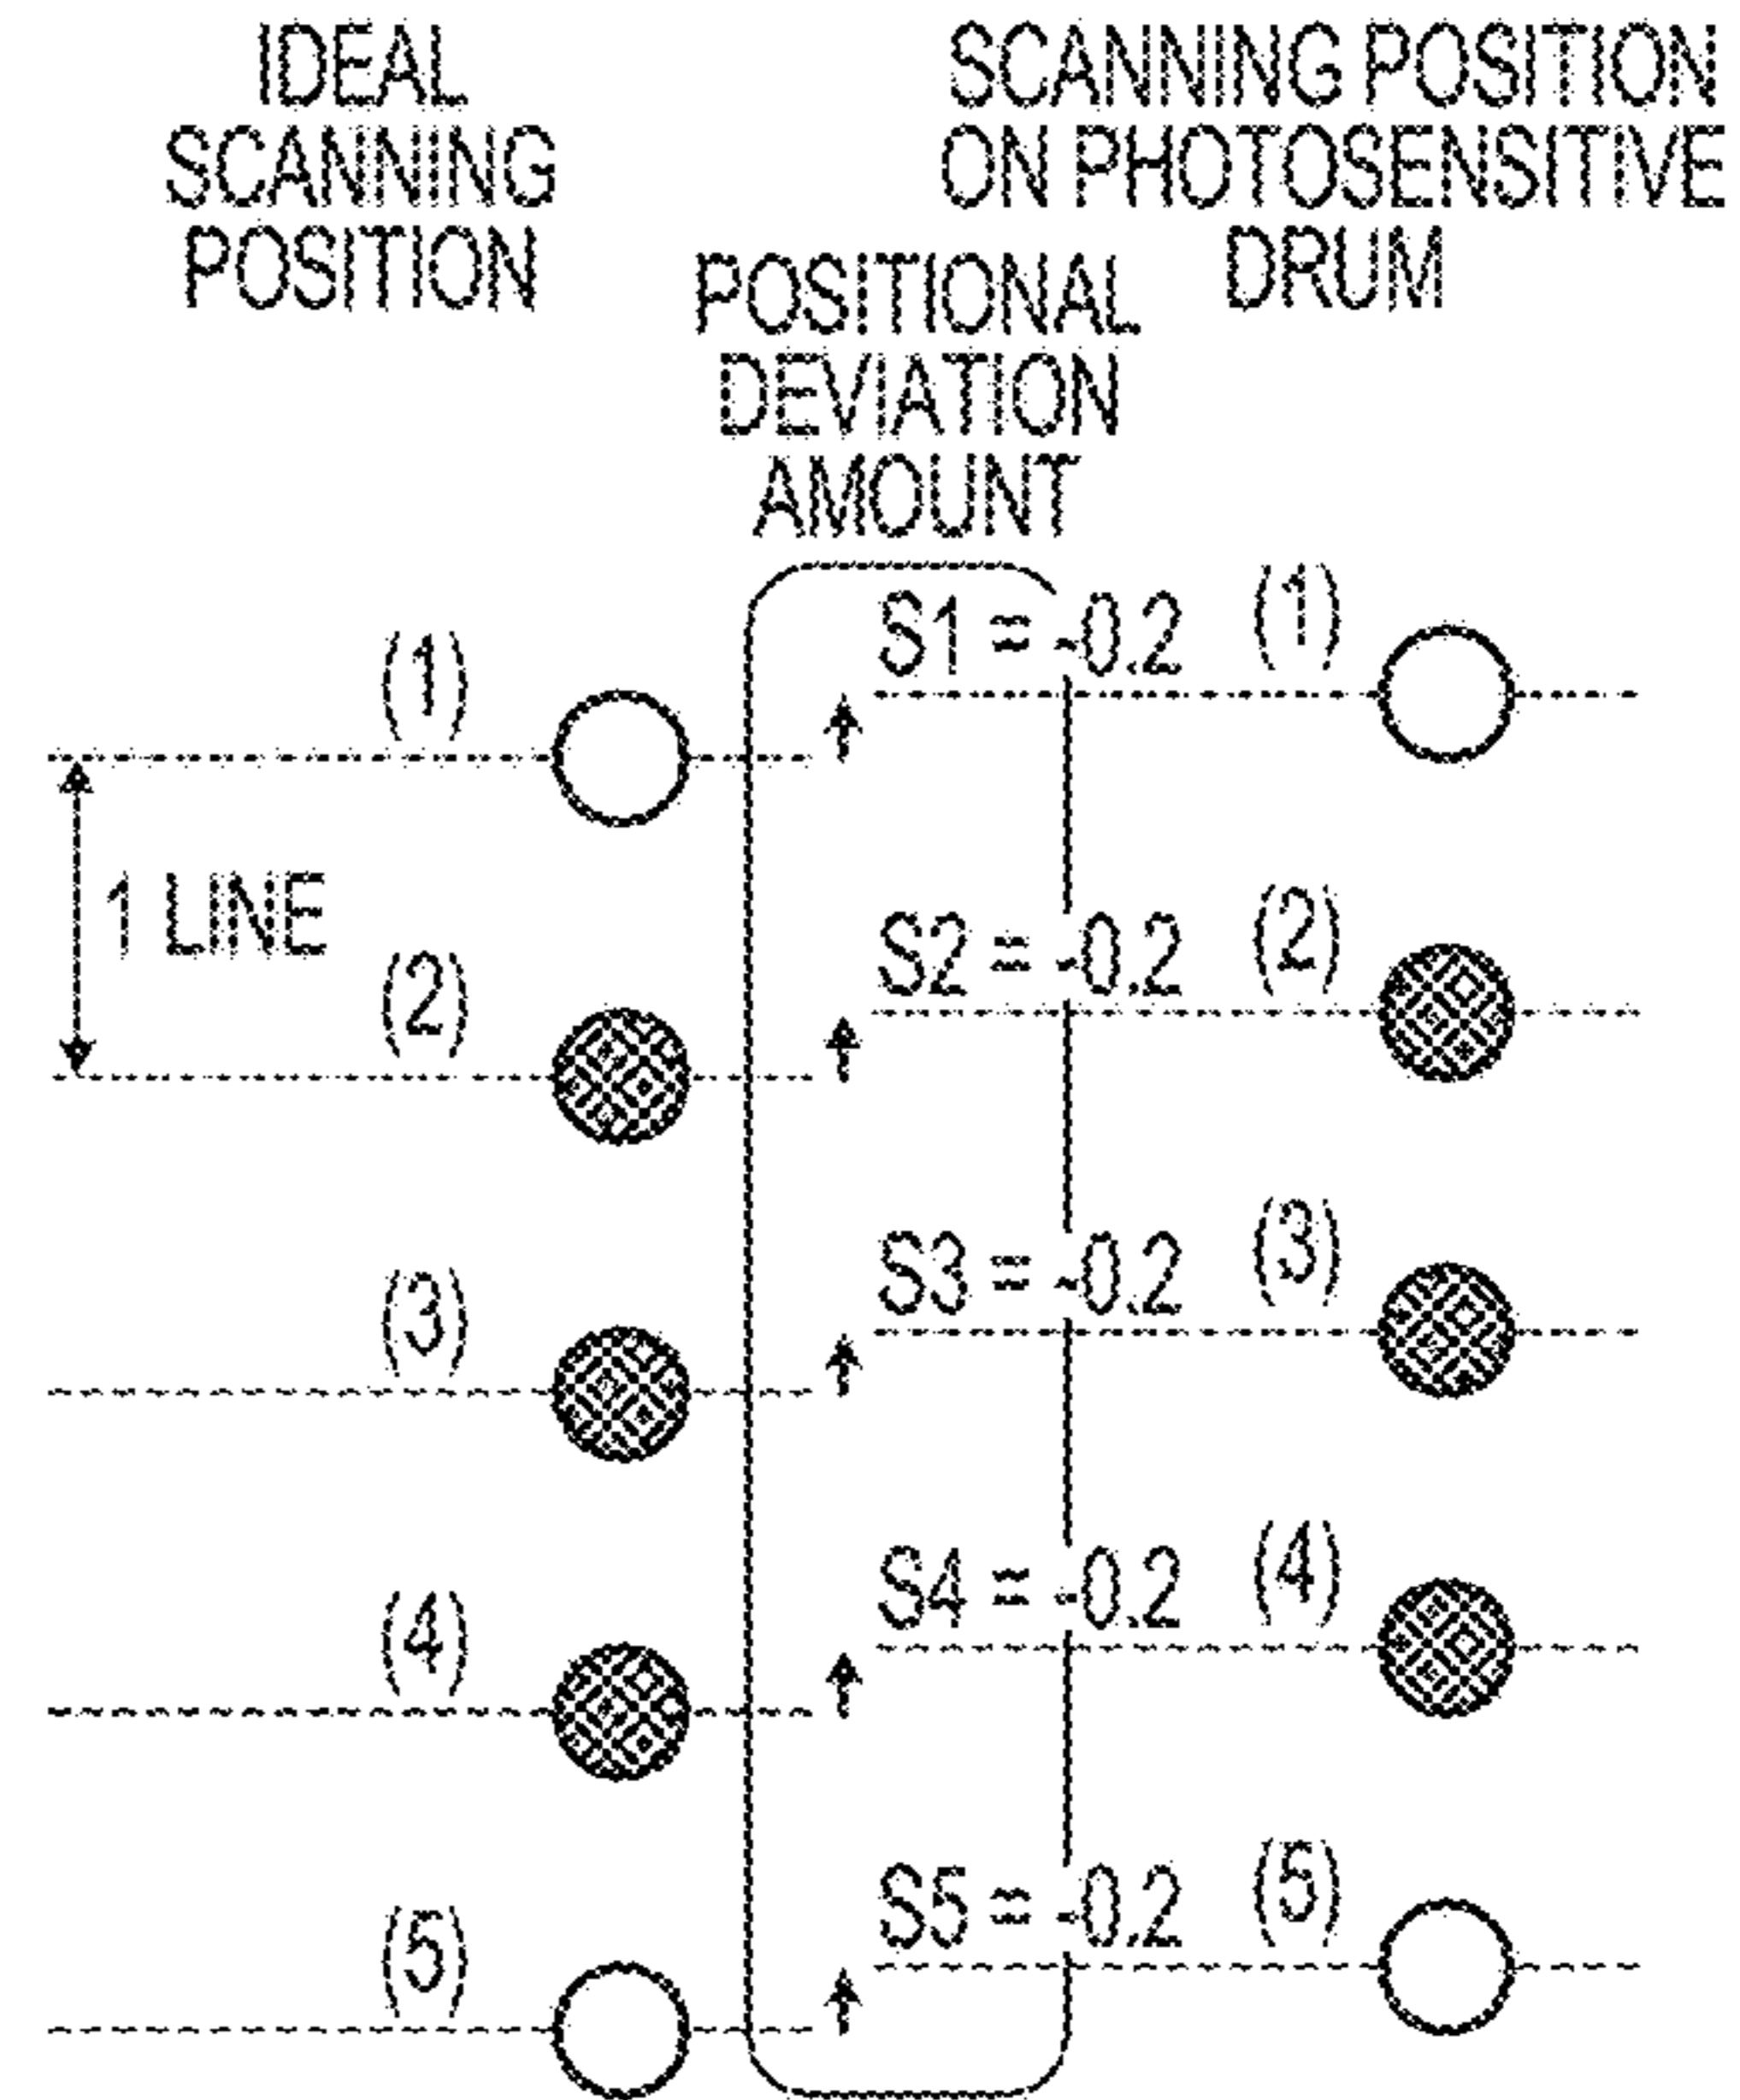 IDEAL
SCANNING
POSITION
POSITIONAL
DEVIATION
AMOUNT
SCANNING POSITION
ON PHOTOSENSITIVE
DRUM
(1)
S1 = -0.2
(1)
1 LINE
(2)
S2 = -0.2
(2)
(3)
S3 = -0.2
(3)
(4)
S4 = -0.2
(4)
(5)
S5 = -0.2
(5)